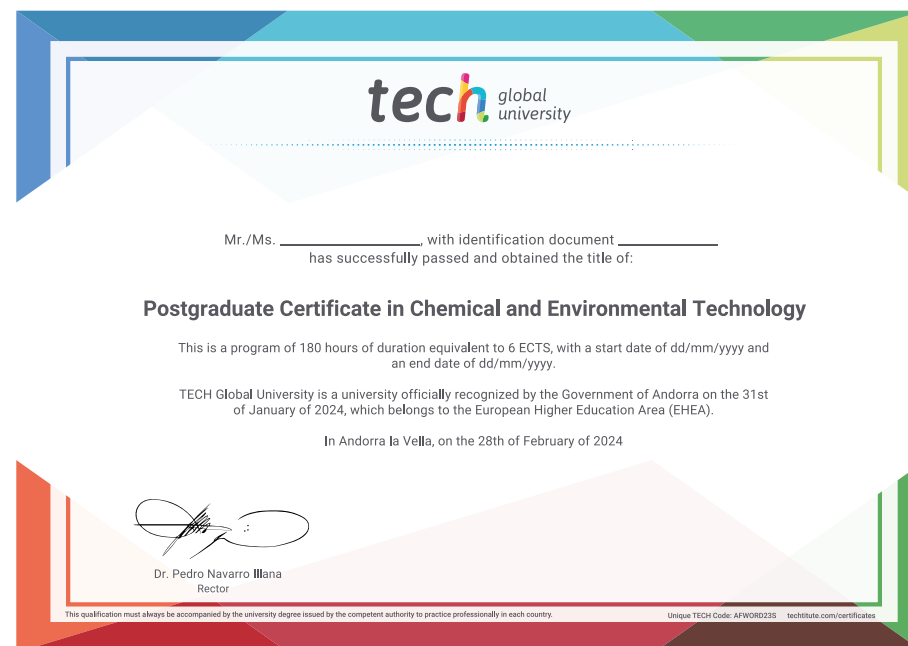 tech global
university
Mr./Ms. ____________, with identification document ____________
has successfully passed and obtained the title of:
Postgraduate Certificate in Chemical and Environmental Technology
This is a program of 180 hours of duration equivalent to 6 ECTS, with a start date of dd/mm/yyyy and
an end date of dd/mm/yyyy.
TECH Global University is a university officially recognized by the Government of Andorra on the 31st
of January of 2024, which belongs to the European Higher Education Area (EHEA).
In Andorra la Vella, on the 28th of February of 2024
Dr. Pedro Navarro Illana
Rector
This qualification must always be accompanied by the university degree issued by the competent authority to practice professionally in each country.
Unique TECH Code: AFWORD23S techtitute.com/certificates